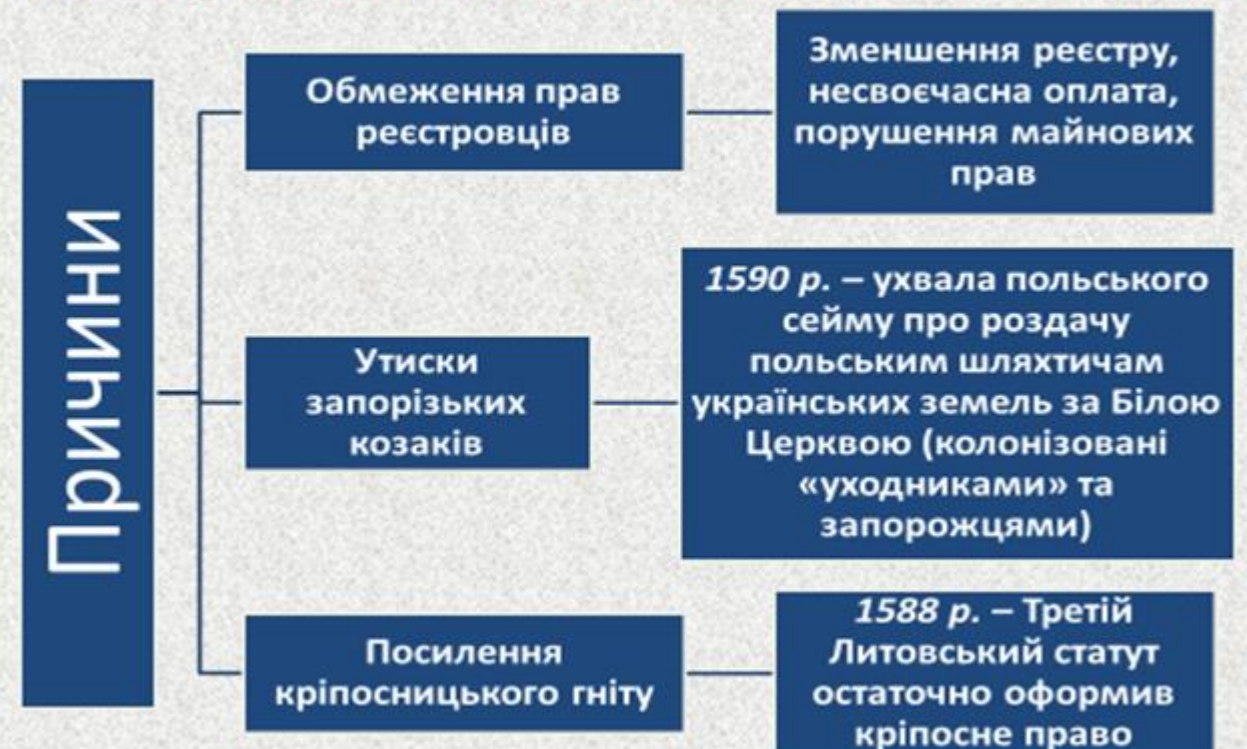 Причини
Обмеження прав
реєстровців
Зменшення реєстру,
несвоєчасна оплата,
порушення майнових
прав
Утиски
запорізьких
козаків
1590 р. – ухвала польського
сейму про роздачу
польським шляхтичам
українських земель за Білою
Церквою (колонізовані
«уходниками» та
запорожцями)
Посилення
кріпосницького гніту
1588 р. – Третій
Литовський статут
остаточно оформив
кріпосне право